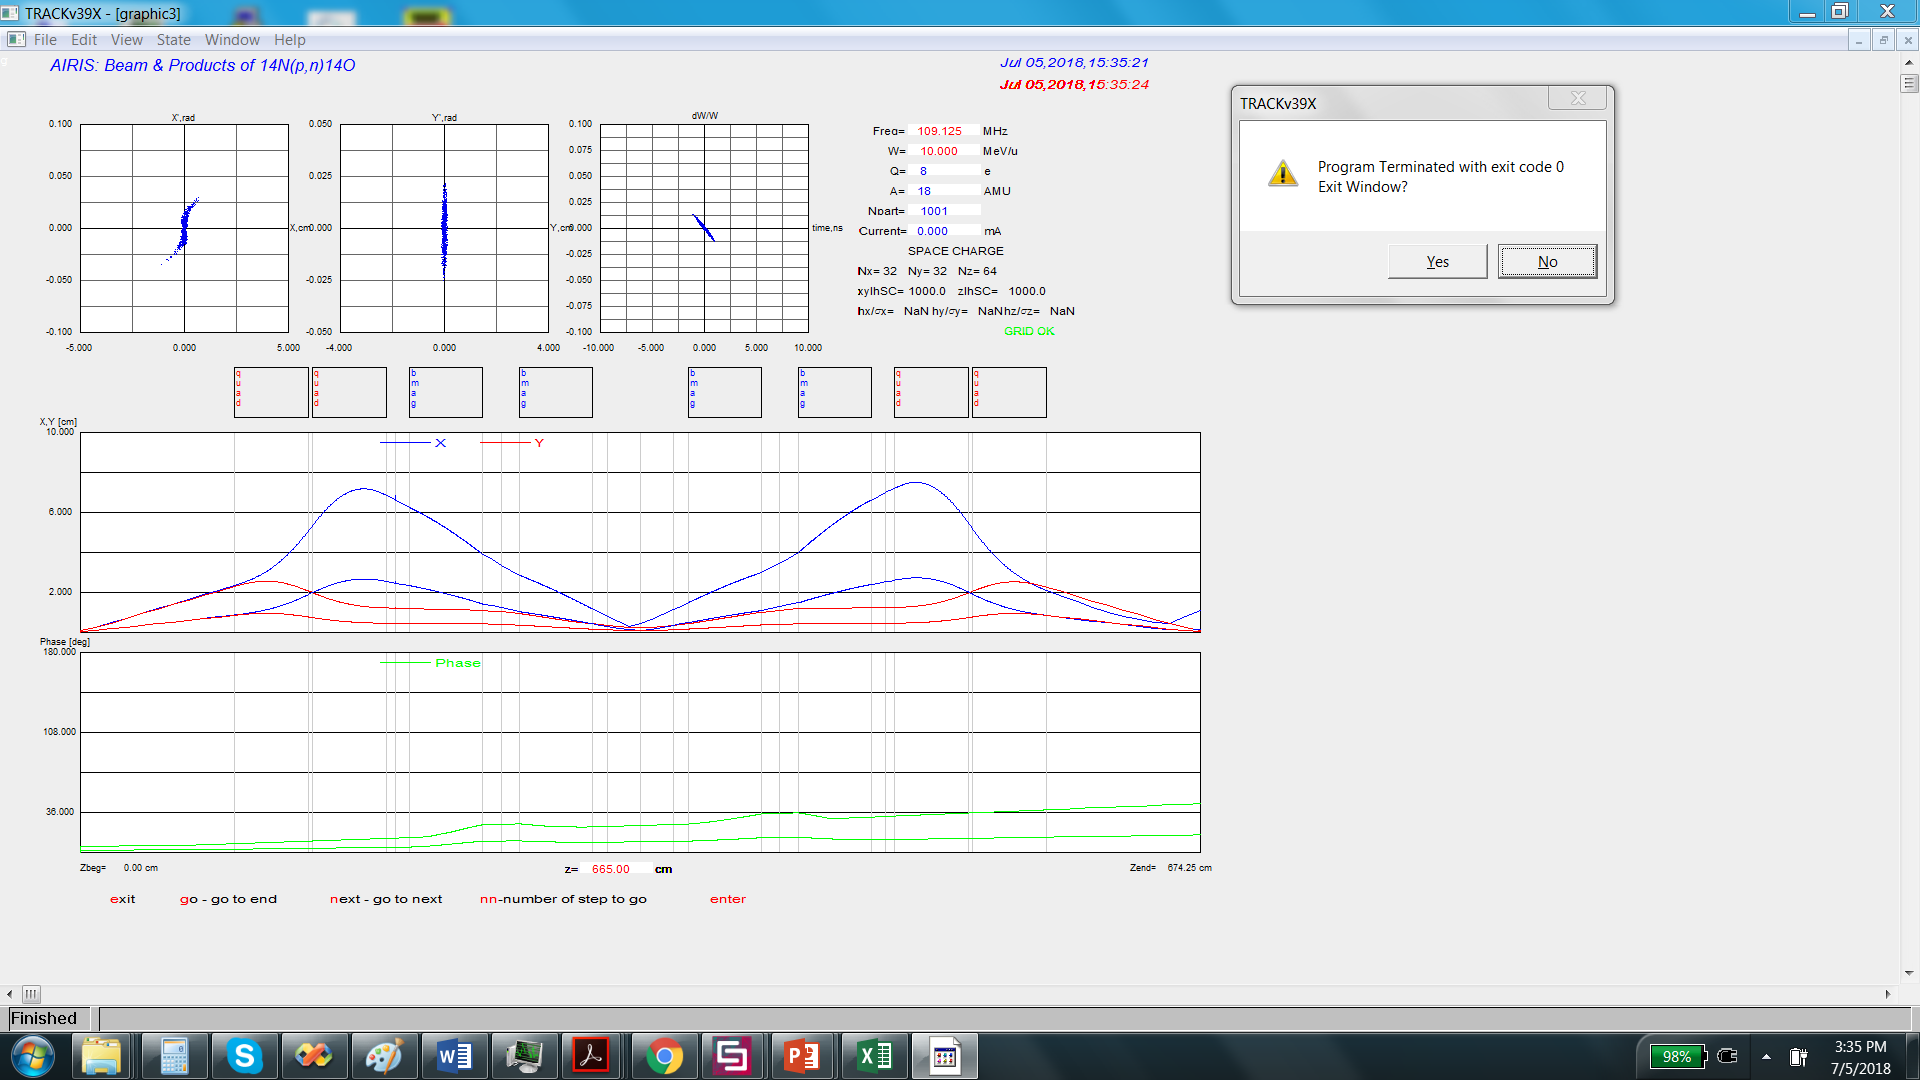 TRACKv39X - [graphic3]
File Edit View State Window Help
AIRIS: Beam & Products of 14N(p,n)14O
Jul 05,2018,15:35:21
Jul 05,2018,15:35:24
X',rad
0.100
0.050
0.000
-0.050
-0.100
-5.000 0.000 5.000
X,cm
Y',rad
0.050
0.025
0.000
-0.025
-0.050
-4.000 0.000 4.000
Y,cm
dW/W
0.100
0.075
0.050
0.025
0.000
-0.025
-0.050
-0.075
-0.100
-10.000 -5.000 0.000 5.000 10.000
time,ns
Freq= 109.125 MHz
W= 10.000 MeV/u
Q= 8 e
A= 18 AMU
Npart= 1001
Current= 0.000 mA
SPACE CHARGE
Nx= 32 Ny= 32 Nz= 64
xylhSC= 1000.0 zlhSC= 1000.0
hx/σx= NaN hy/σy= NaN hz/σz= NaN
GRID OK
TRACKv39X
Program Terminated with exit code 0
Exit Window?
Yes No
quad quad bmag bmag bmag bmag quad quad
X,Y [cm]
10.000
6.000
2.000
X Y
Phase [deg]
180.000
108.000
36.000
Phase
Zbeg= 0.00 cm z= 665.00 cm Zend= 674.25 cm
exit go - go to end next - go to next nn-number of step to go enter
Finished
98%
3:35 PM
7/5/2018